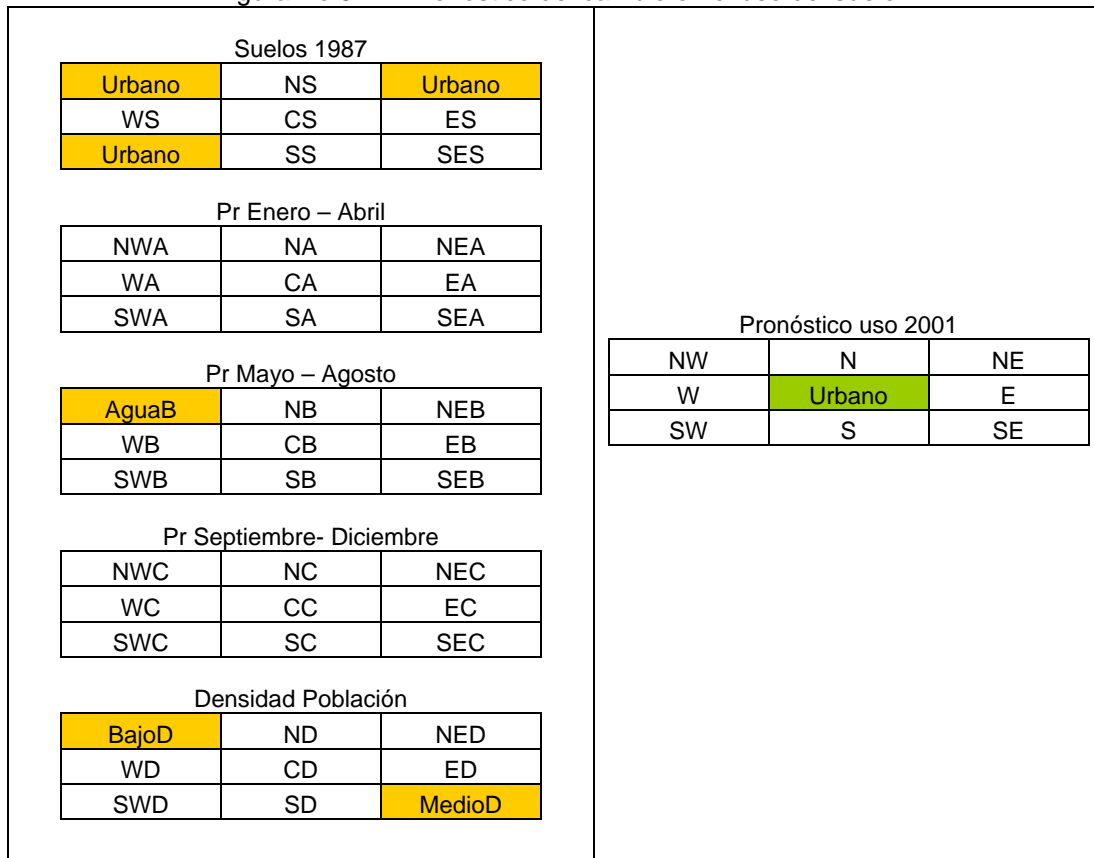 Suelos 1987
Urbano NS Urbano
WS CS ES
Urbano SS SES
Pr Enero – Abril
NWA NA NEA
WA CA EA
SWA SA SEA
Pr Mayo – Agosto
AguaB NB NEB
WB CB EB
SWB SB SEB
Pr Septiembre- Diciembre
NWC NC NEC
WC CC EC
SWC SC SEC
Densidad Población
BajoD ND NED
WD CD ED
SWD SD MedioD
Pronóstico uso 2001
NW N NE
W Urbano E
SW S SE